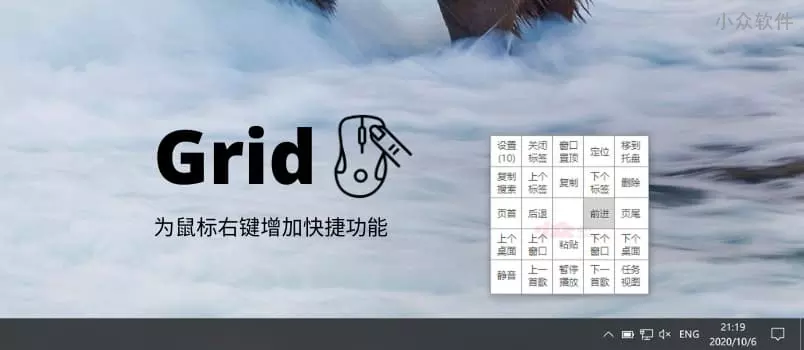 小众软件
Grid
为鼠标右键增加快捷功能
设置 关闭 窗口 定位 移到
(10) 标签 置顶 托盘
复制 上个 复制 下个 删除
搜索 标签 标签
页首 后退 前进 页尾
上个 上个 粘贴 下个 下个
桌面 窗口 窗口 桌面
静音 上一 暂停 下一 任务
首歌 播放 首歌 视图
ENG
21:19
2020/10/6